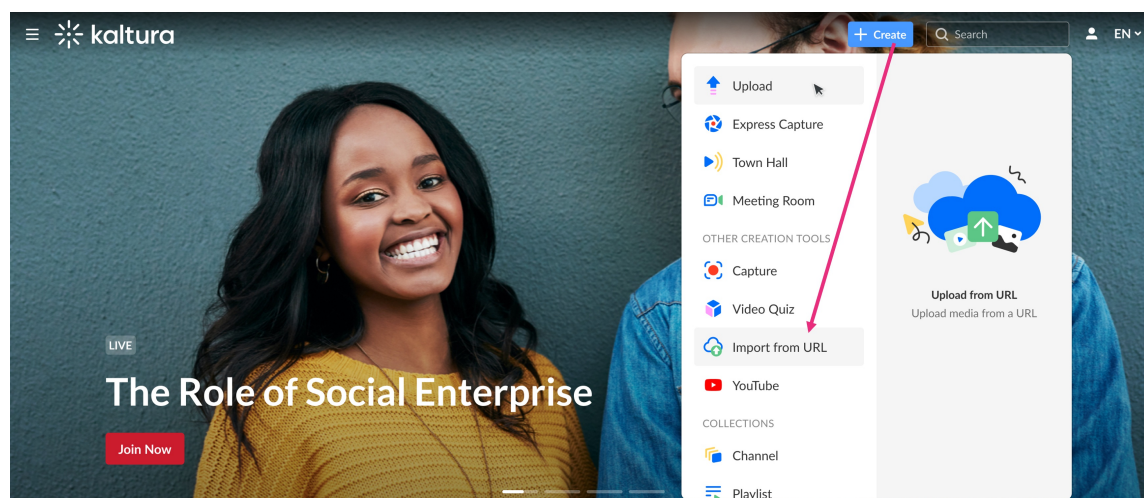 kaltura
+ Create
Search
EN
Upload
Express Capture
Town Hall
Meeting Room
OTHER CREATION TOOLS
Capture
Video Quiz
Import from URL
YouTube
COLLECTIONS
Channel
Playlist
Upload from URL
Upload media from a URL
LIVE
The Role of Social Enterprise
Join Now